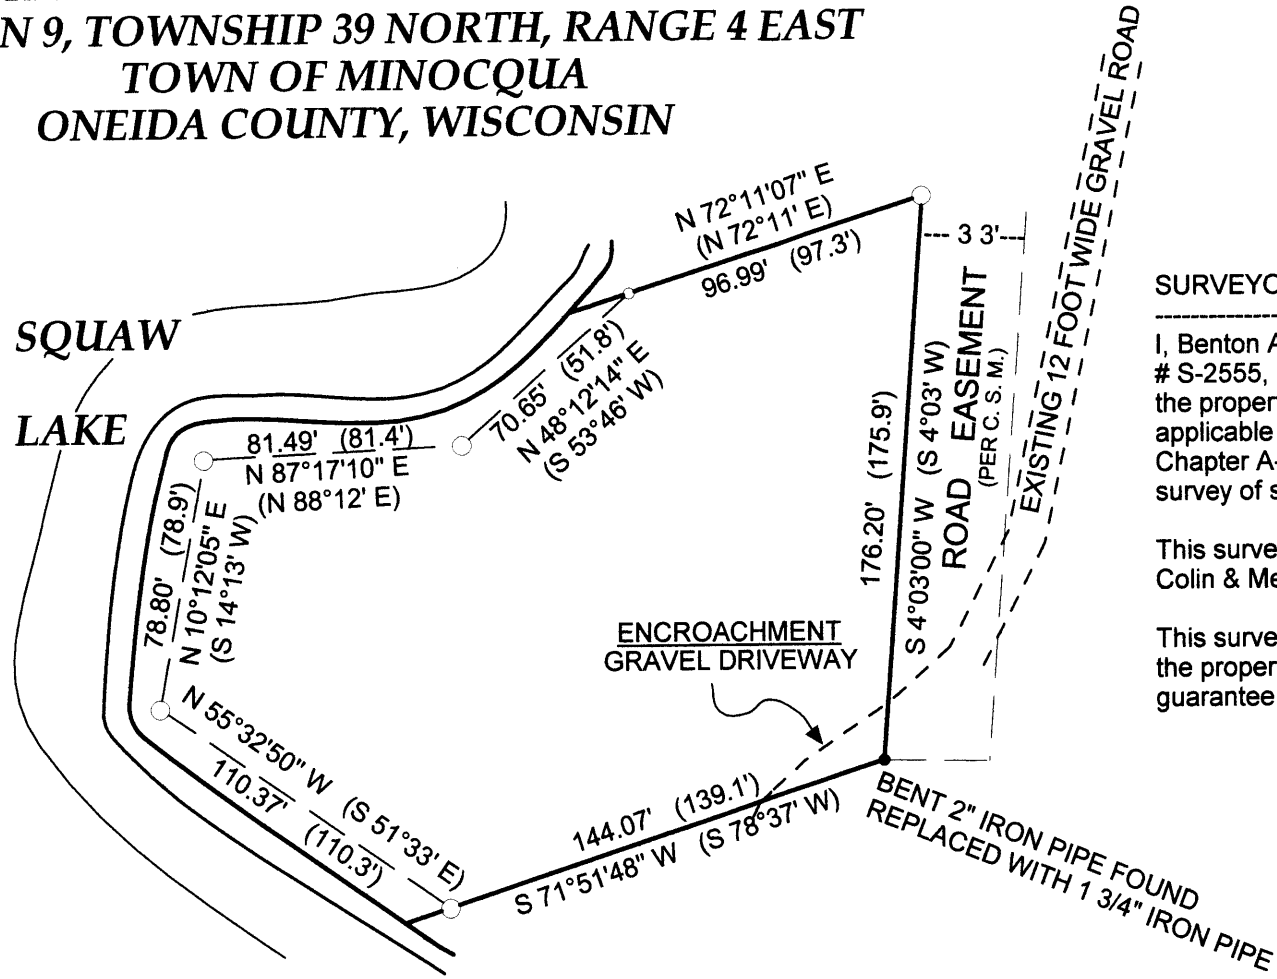 N 9, TOWNSHIP 39 NORTH, RANGE 4 EAST
TOWN OF MINOCQUA
ONEIDA COUNTY, WISCONSIN
EXISTING 12 FOOT WIDE GRAVEL ROAD
N 72°11'07" E
(N 72°11' E)
96.99' (97.3')
3 3'
SQUAW
LAKE
70.65' (51.8')
N 48°12'14" E
(S 53°46' W)
81.49' (81.4')
N 87°17'10" E
(N 88°12' E)
78.80' (78.9')
N 10°12'05" E
(S 14°13' W)
176.20' (175.9')
S 4°03'00" W (S 4°03' W)
ROAD EASEMENT
(PER C. S. M.)
ENCROACHMENT
GRAVEL DRIVEWAY
N 55°32'50" W (S 51°33' E)
110.37' (110.3')
144.07' (139.1')
S 71°51'48" W (S 78°37' W)
BENT 2" IRON PIPE FOUND
REPLACED WITH 1 3/4" IRON PIPE
SURVEYO
I, Benton A
# S-2555,
the proper
applicable
Chapter A-
survey of s
This surve
Colin & Me
This surve
the proper
guarantee